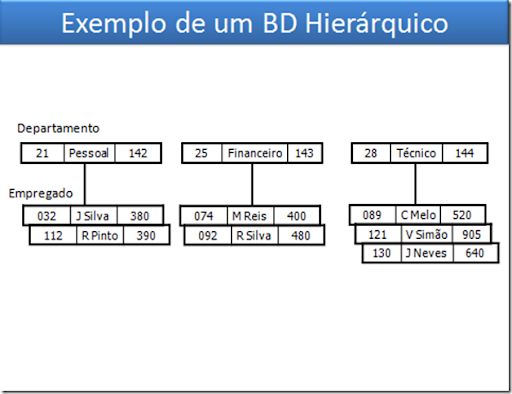 Exemplo de um BD Hierárquico
Departamento
21 Pessoal 142
25 Financeiro 143
28 Técnico 144
Empregado
032 J Silva 380
112 R Pinto 390
074 M Reis 400
092 R Silva 480
089 C Melo 520
121 V Simão 905
130 J Neves 640